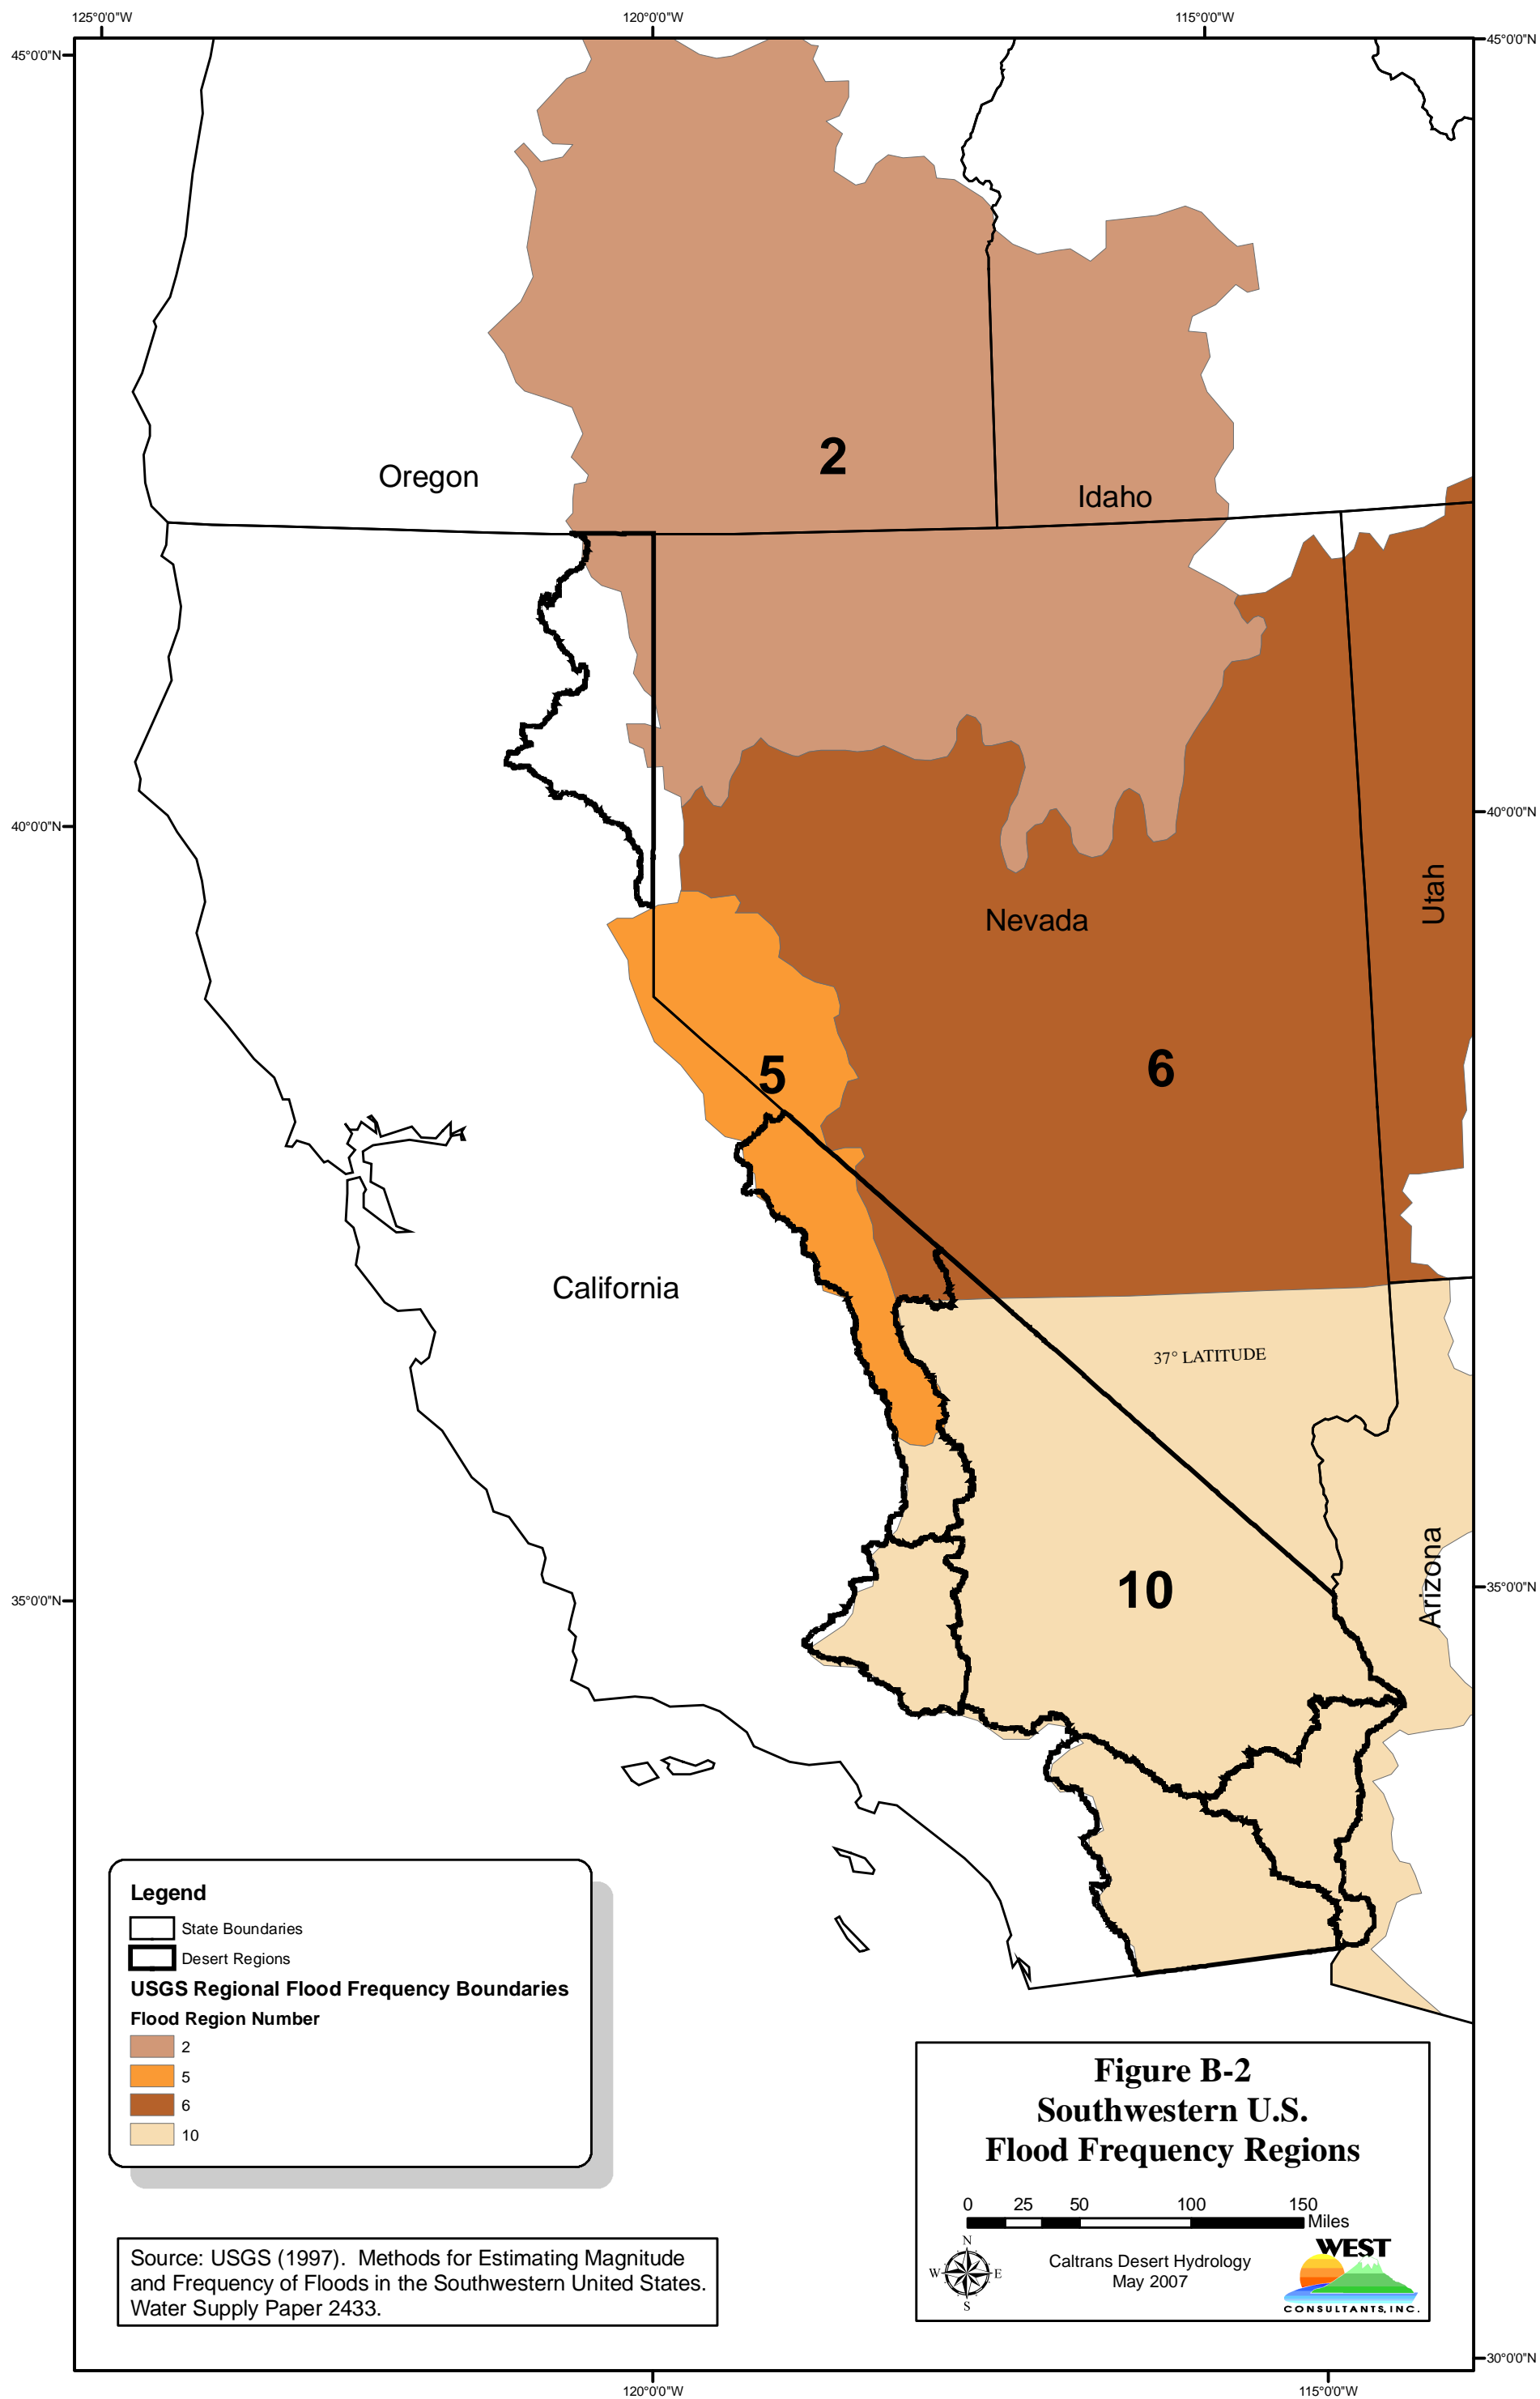 125°0'0"W
120°0'0"W
115°0'0"W
45°0'0"N
45°0'0"N
2
Oregon
Idaho
40°0'0"N
40°0'0"N
Utah
Nevada
5
6
California
37° LATITUDE
10
Arizona
35°0'0"N
35°0'0"N
Legend
State Boundaries
Desert Regions
USGS Regional Flood Frequency Boundaries
Flood Region Number
2
5
6
10
Source: USGS (1997). Methods for Estimating Magnitude
and Frequency of Floods in the Southwestern United States.
Water Supply Paper 2433.
Figure B-2
Southwestern U.S.
Flood Frequency Regions
0 25 50 100 150
Miles
N
W E
S
Caltrans Desert Hydrology
May 2007
WEST
CONSULTANTS, INC.
30°0'0"N
120°0'0"W
115°0'0"W